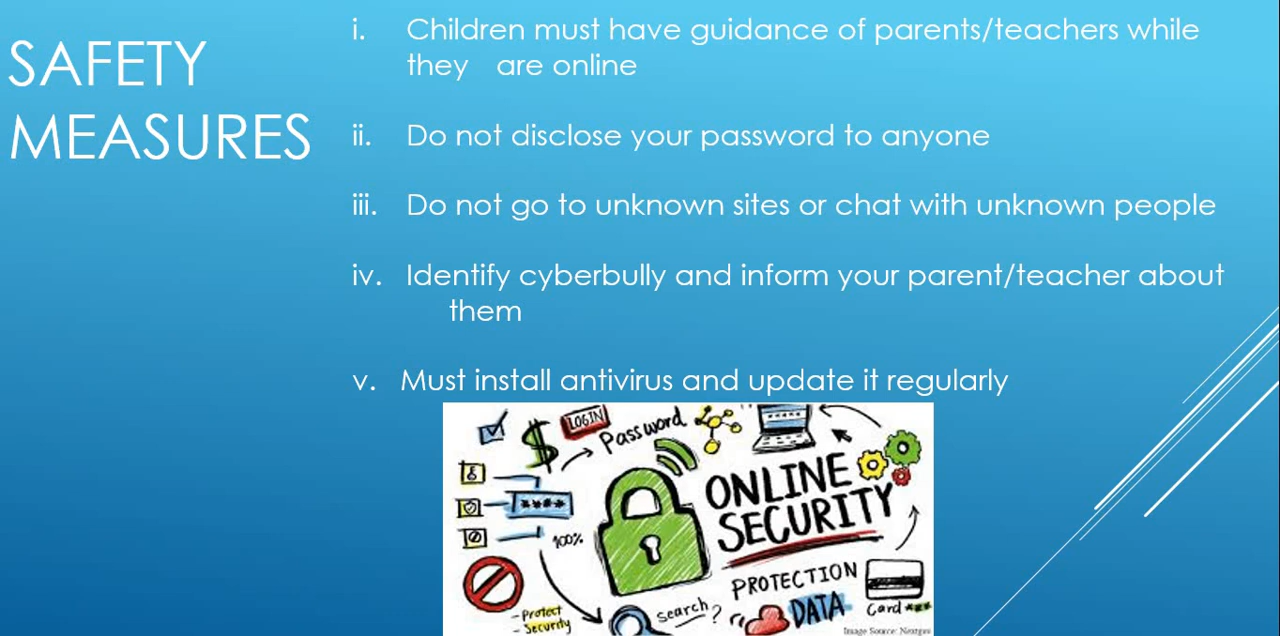 SAFETY
MEASURES
i. Children must have guidance of parents/teachers while
they are online
ii. Do not disclose your password to anyone
iii. Do not go to unknown sites or chat with unknown people
iv. Identify cyberbully and inform your parent/teacher about
them
v. Must install antivirus and update it regularly
LOGIN
Password
ONLINE
SECURITY
****
100%
PROTECTION
- Protect
- Security
search
?
DATA
Card ***
Image Source: Nextgov